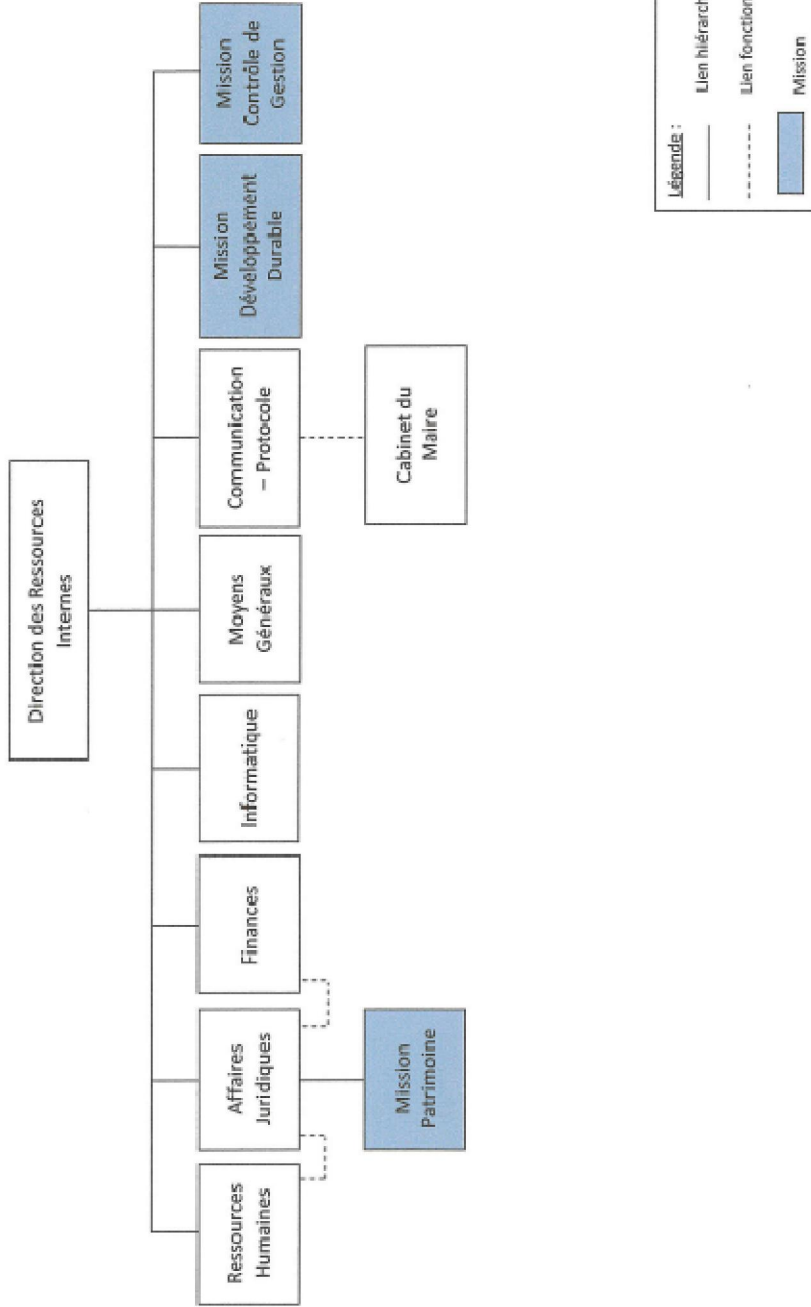 Direction des Ressources
Internes
Ressources
Humaines
Affaires
Juridiques
Finances
Informatique
Moyens
Généraux
Communication
– Protocole
Mission
Développement
Durable
Mission
Contrôle de
Gestion
Mission
Patrimoine
Cabinet du
Maire
Légende :
Lien hiérarch
Lien fonction
Mission